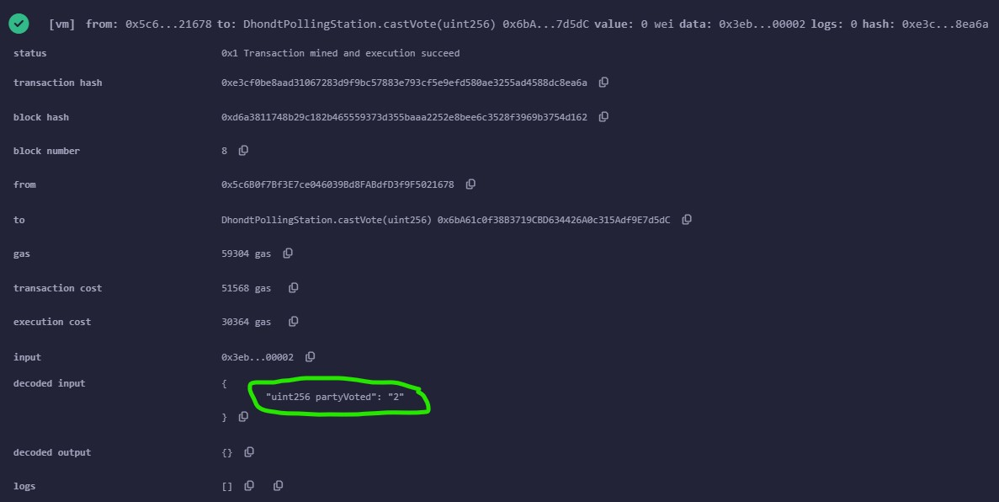 [vm] from: 0x5c6...21678 to: DhondtPollingStation.castVote(uint256) 0x6bA...7d5dC value: 0 wei data: 0x3eb...00002 logs: 0 hash: 0xe3c...8ea6a
status 0x1 Transaction mined and execution succeed
transaction hash 0xe3cf0be8aad31067283d9f9bc57883e793cf5e9efd580ae3255ad4588dc8ea6a
block hash 0xd6a3811748b29c182b465559373d355baaa2252e8bee6c3528f3969b3754d162
block number 8
from 0x5c6B0f7Bf3E7ce046039Bd8FABdfD3f9F5021678
to DhondtPollingStation.castVote(uint256) 0x6bA61c0f38B3719CBD634426A0c315Adf9E7d5dC
gas 59304 gas
transaction cost 51568 gas
execution cost 30364 gas
input 0x3eb...00002
decoded input {
"uint256 partyVoted": "2"
}
decoded output {}
logs []